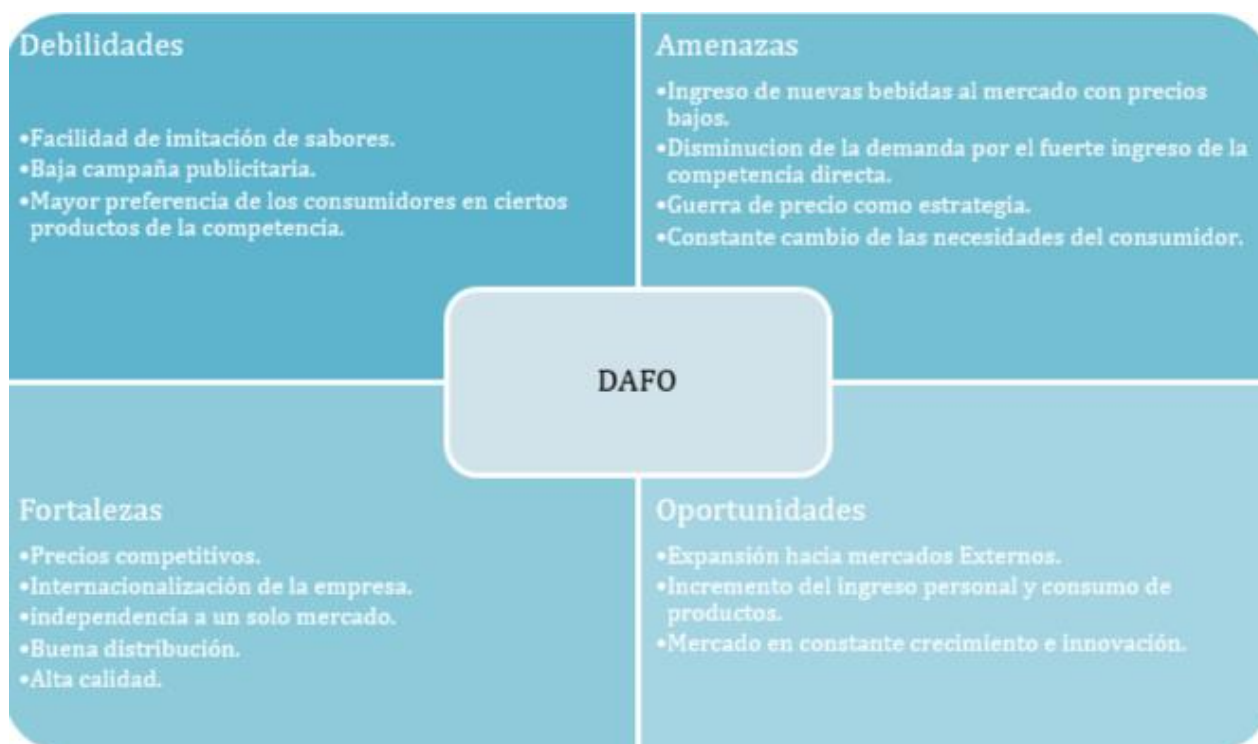 Debilidades
•Facilidad de imitación de sabores.
•Baja campaña publicitaria.
•Mayor preferencia de los consumidores en ciertos
productos de la competencia.
Amenazas
•Ingreso de nuevas bebidas al mercado con precios
bajos.
•Disminucion de la demanda por el fuerte ingreso de la
competencia directa.
•Guerra de precio como estrategia.
•Constante cambio de las necesidades del consumidor.
DAFO
Fortalezas
•Precios competitivos.
•Internacionalización de la empresa.
•independencia a un solo mercado.
•Buena distribución.
•Alta calidad.
Oportunidades
•Expansión hacia mercados Externos.
•Incremento del ingreso personal y consumo de
productos.
•Mercado en constante crecimiento e innovación.